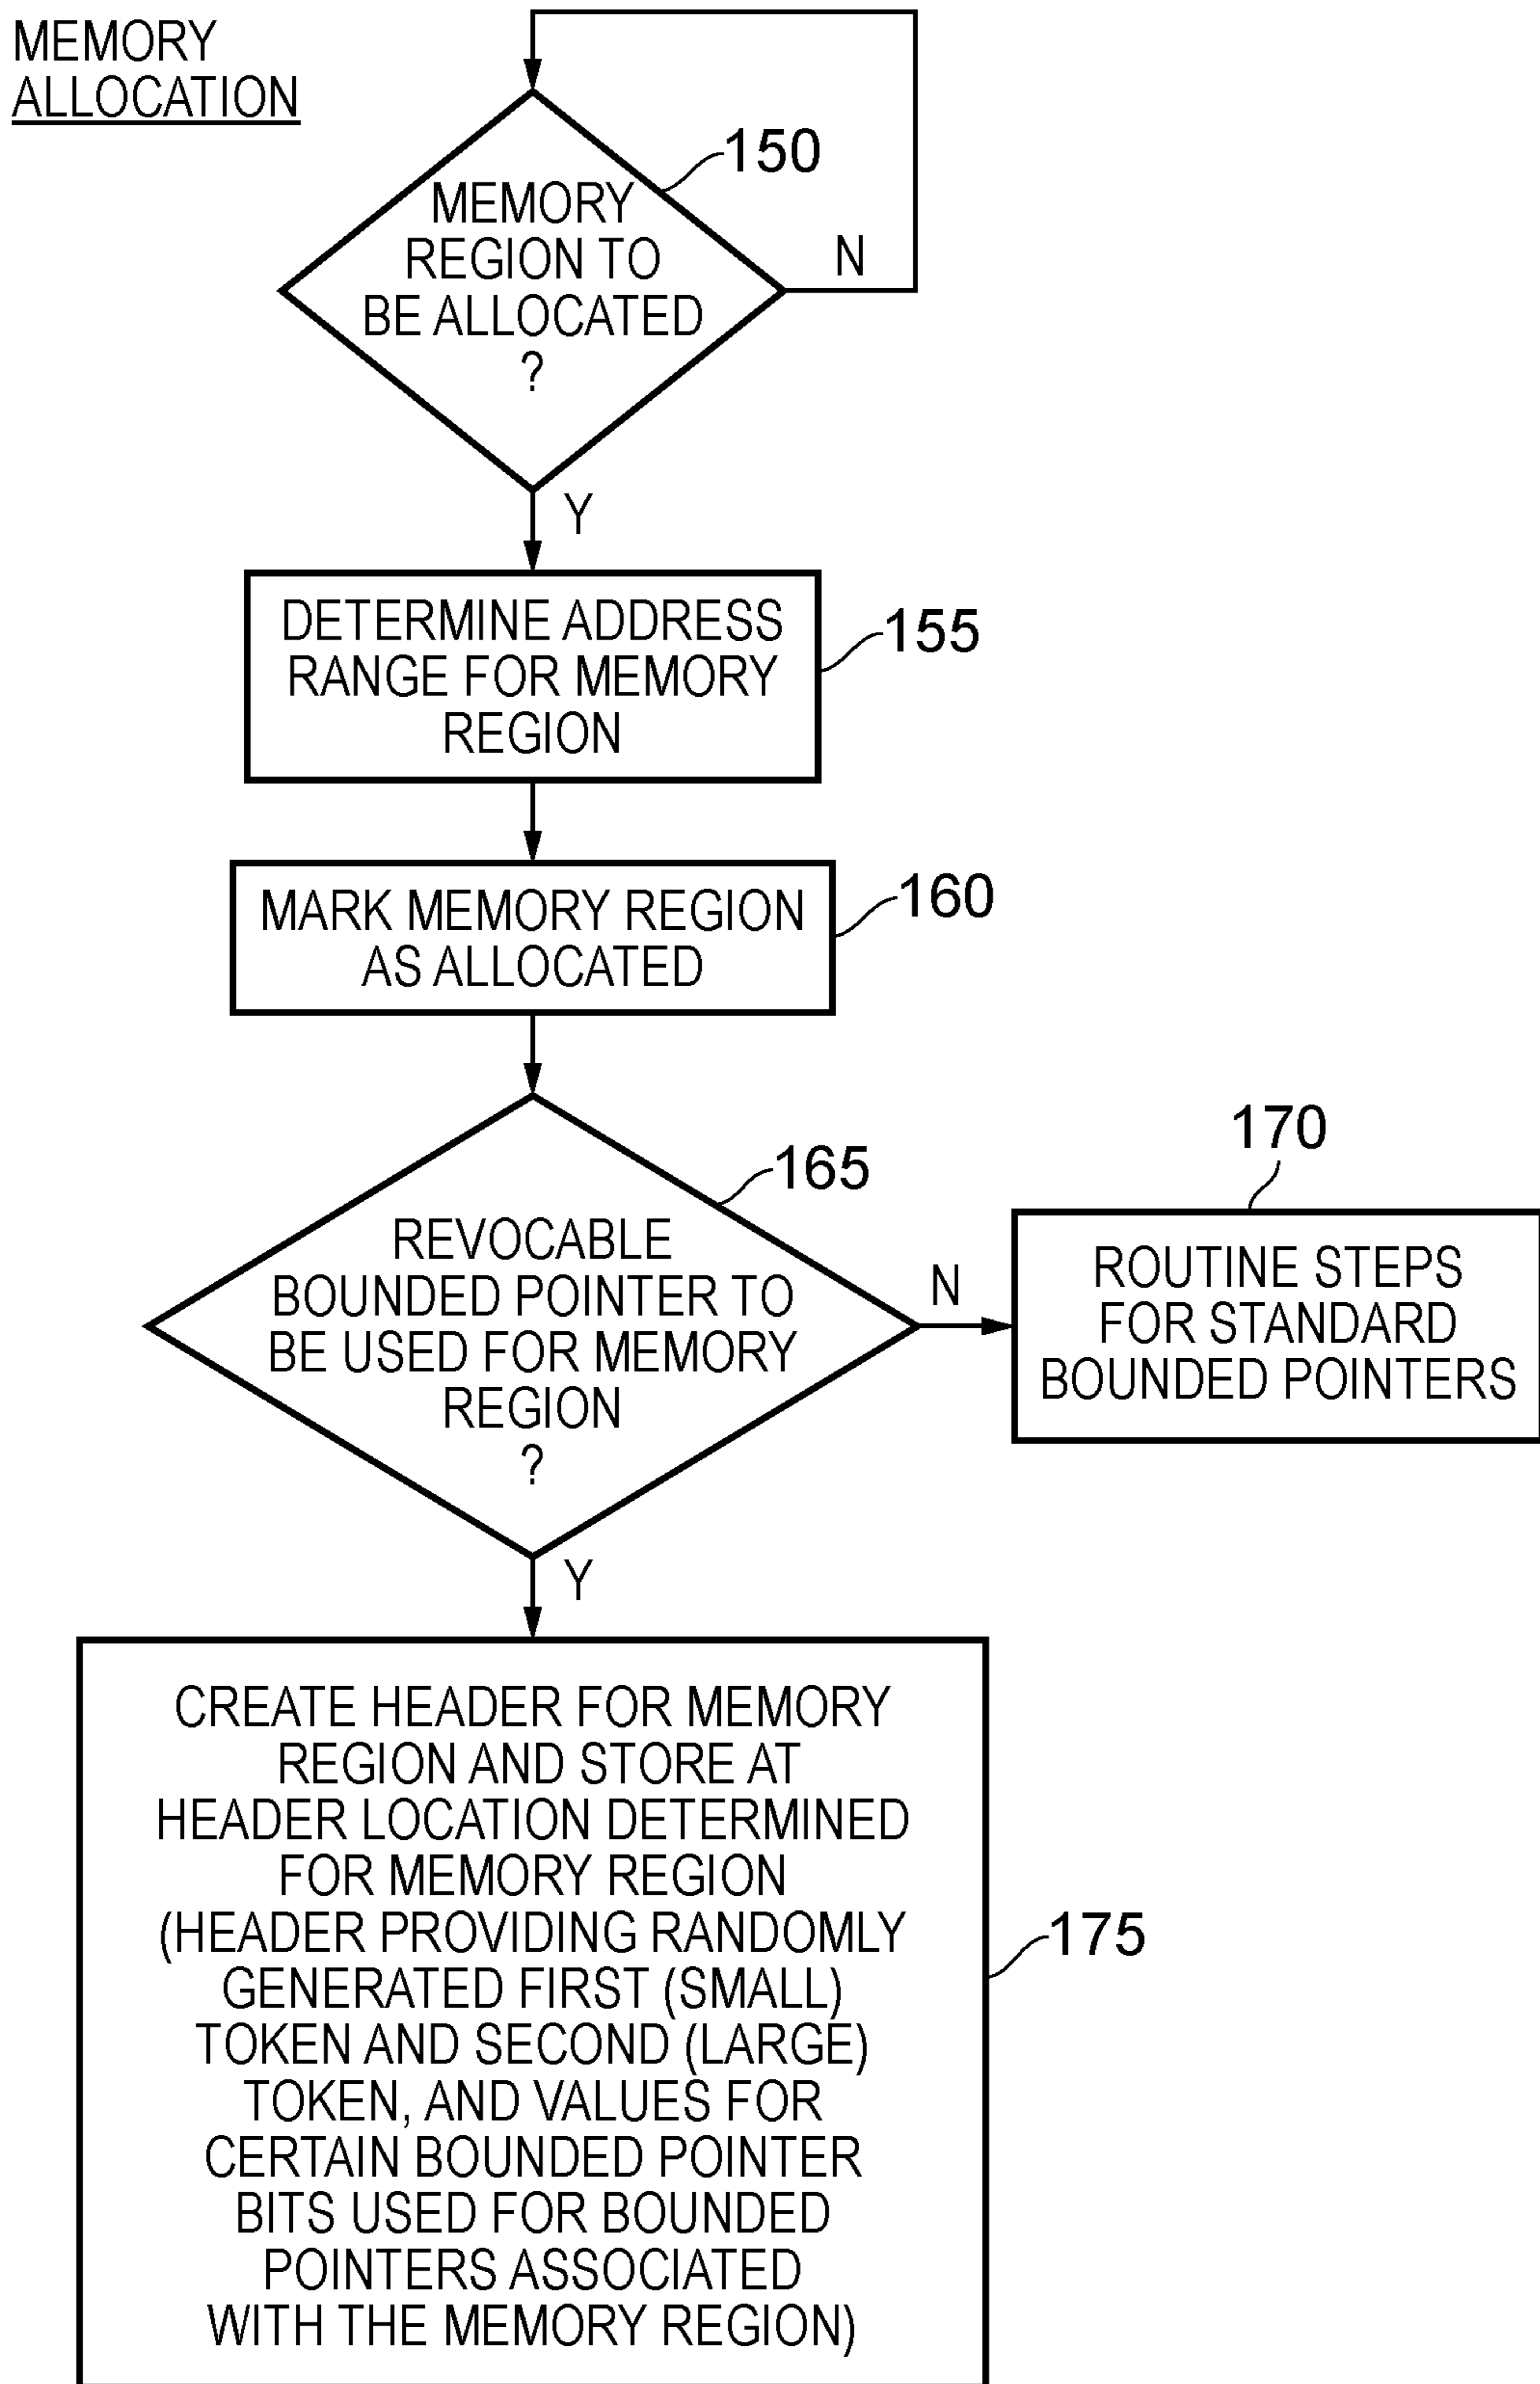 MEMORY
ALLOCATION
150
MEMORY
REGION TO
BE ALLOCATED
?
N
Y
DETERMINE ADDRESS
RANGE FOR MEMORY
REGION
155
MARK MEMORY REGION
AS ALLOCATED
160
165
REVOCABLE
BOUNDED POINTER TO
BE USED FOR MEMORY
REGION
?
N
170
ROUTINE STEPS
FOR STANDARD
BOUNDED POINTERS
Y
CREATE HEADER FOR MEMORY
REGION AND STORE AT
HEADER LOCATION DETERMINED
FOR MEMORY REGION
(HEADER PROVIDING RANDOMLY
GENERATED FIRST (SMALL)
TOKEN AND SECOND (LARGE)
TOKEN, AND VALUES FOR
CERTAIN BOUNDED POINTER
BITS USED FOR BOUNDED
POINTERS ASSOCIATED
WITH THE MEMORY REGION)
175